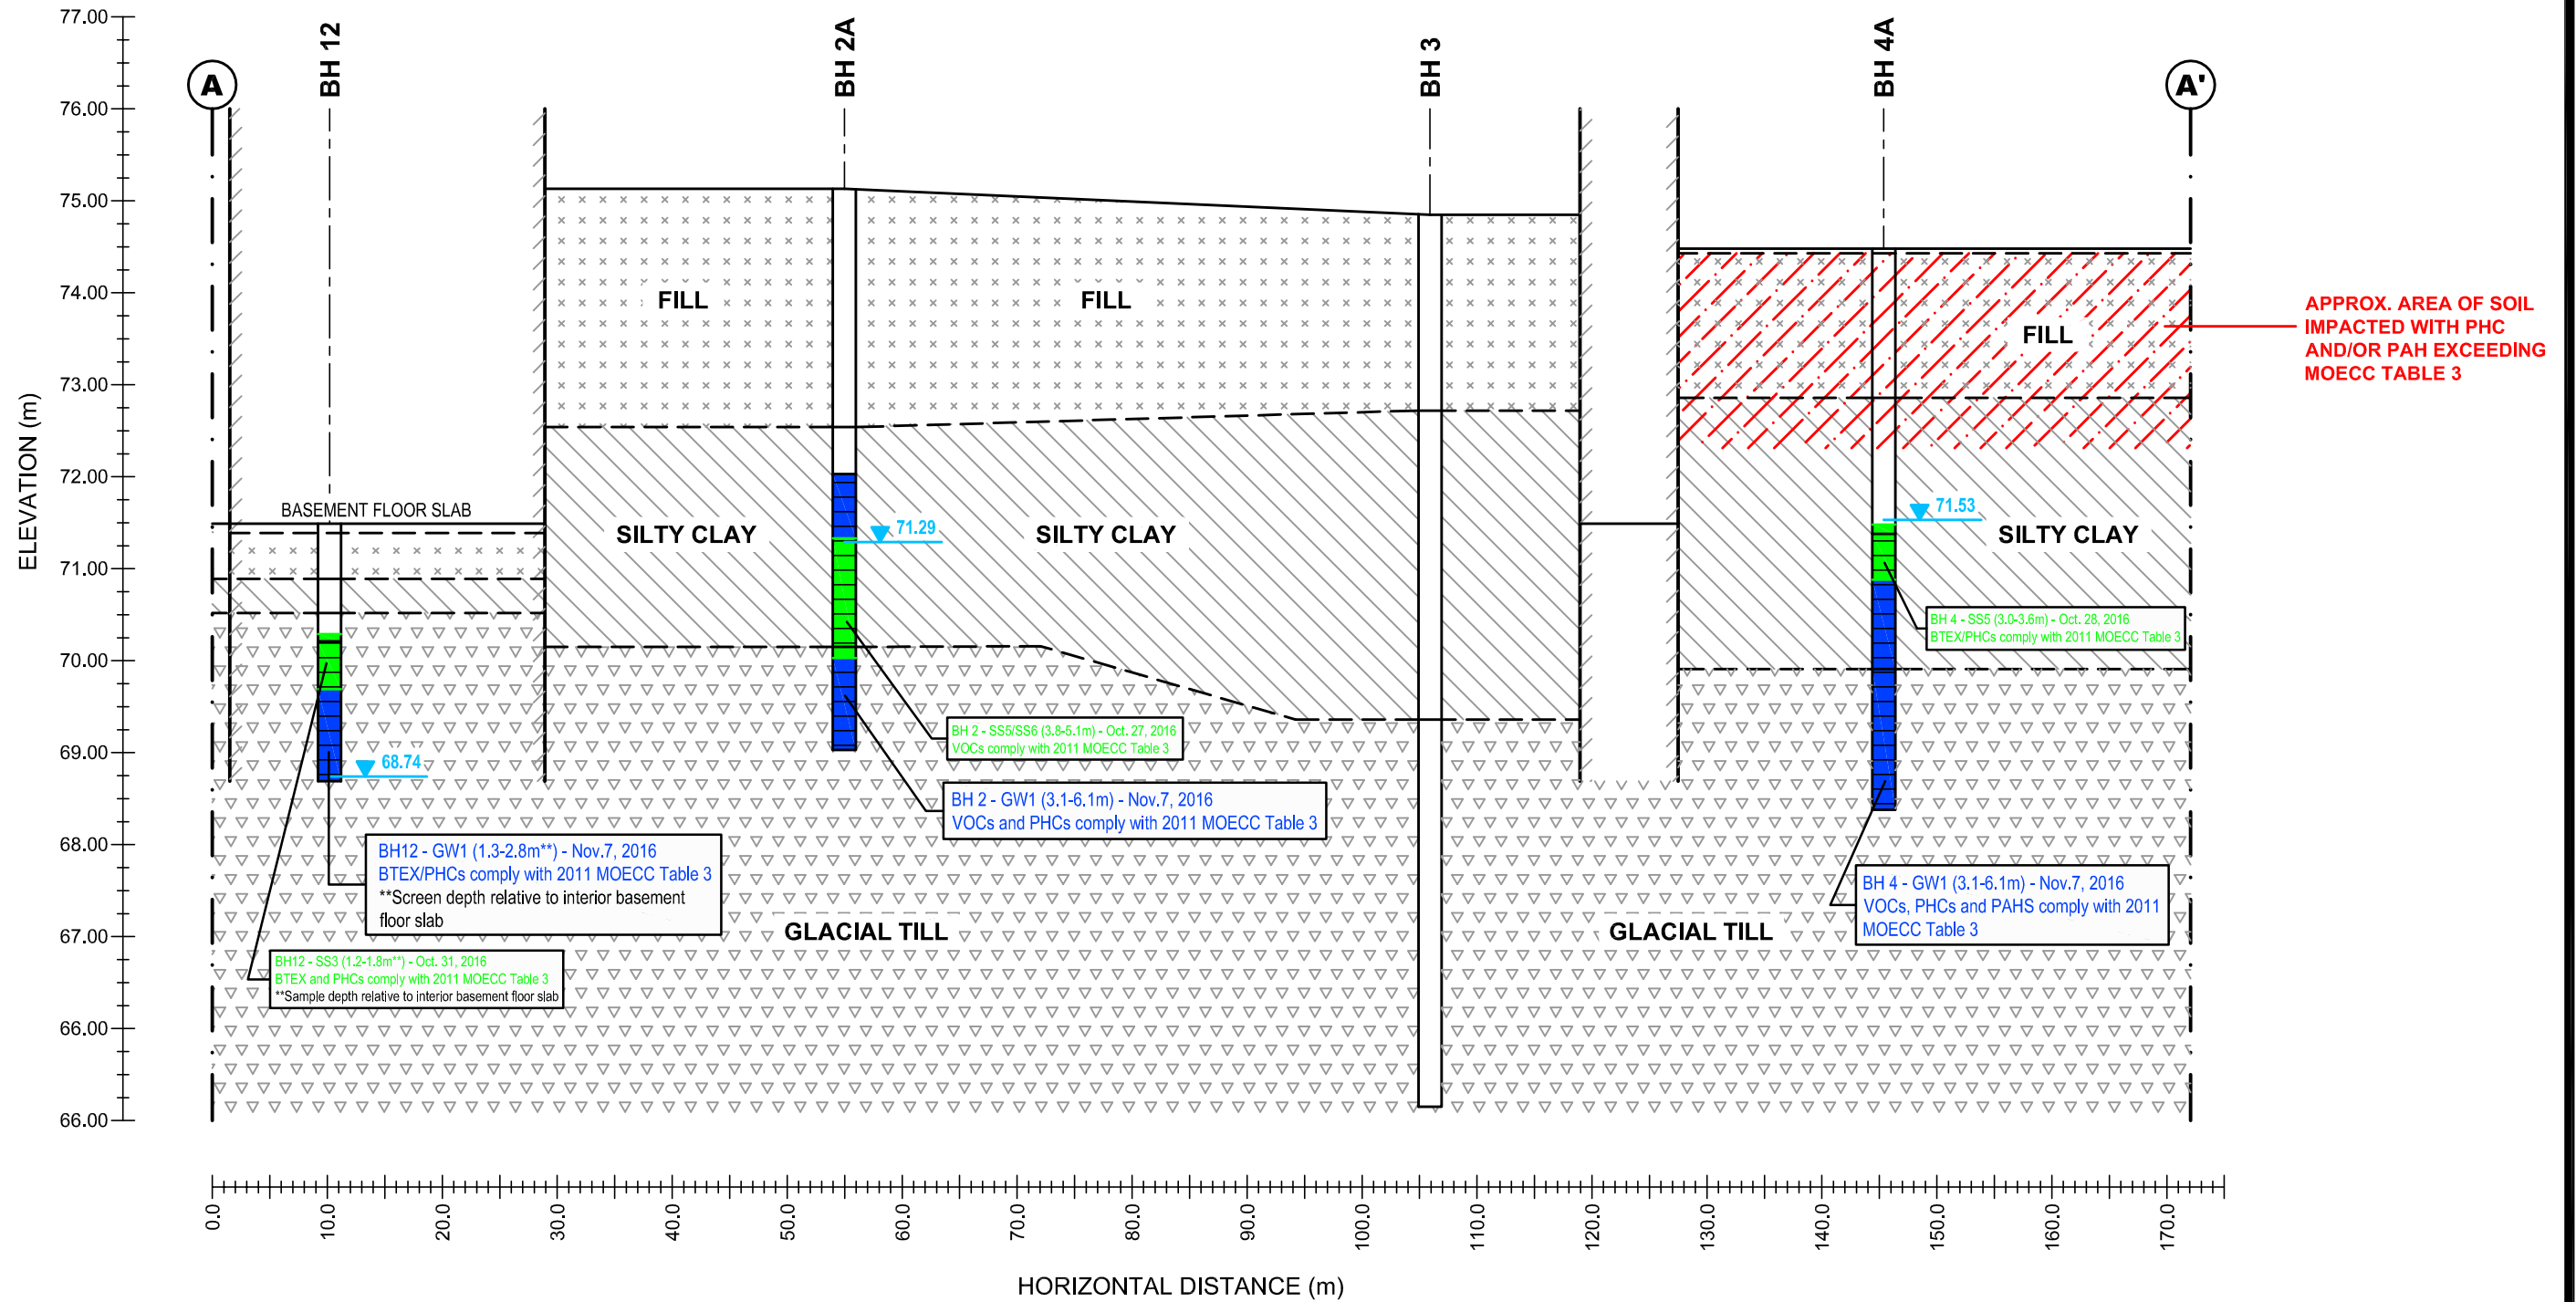 77.00
76.00
75.00
74.00
73.00
72.00
71.00
70.00
69.00
68.00
67.00
66.00
66.00
ELEVATION (m)
A
BH 12
BH 2A
BH 3
BH 4A
A'
FILL
FILL
FILL
APPROX. AREA OF SOIL
IMPACTED WITH PHC
AND/OR PAH EXCEEDING
MOECC TABLE 3
BASEMENT FLOOR SLAB
SILTY CLAY
SILTY CLAY
SILTY CLAY
71.29
71.53
68.74
BH 4 - SS5 (3.0-3.6m) - Oct. 28, 2016
BTEX/PHCs comply with 2011 MOECC Table 3
BH 2 - SS5/SS6 (3.8-5.1m) - Oct. 27, 2016
VOCs comply with 2011 MOECC Table 3
BH 2 - GW1 (3.1-6.1m) - Nov.7, 2016
VOCs and PHCs comply with 2011 MOECC Table 3
BH12 - GW1 (1.3-2.8m**) - Nov.7, 2016
BTEX/PHCs comply with 2011 MOECC Table 3
**Screen depth relative to interior basement
floor slab
BH 4 - GW1 (3.1-6.1m) - Nov.7, 2016
VOCs, PHCs and PAHS comply with 2011
MOECC Table 3
GLACIAL TILL
GLACIAL TILL
BH12 - SS3 (1.2-1.8m**) - Oct. 31, 2016
BTEX and PHCs comply with 2011 MOECC Table 3
**Sample depth relative to interior basement floor slab
0.0
10.0
20.0
30.0
40.0
50.0
60.0
70.0
80.0
90.0
100.0
110.0
120.0
130.0
140.0
150.0
160.0
170.0
HORIZONTAL DISTANCE (m)